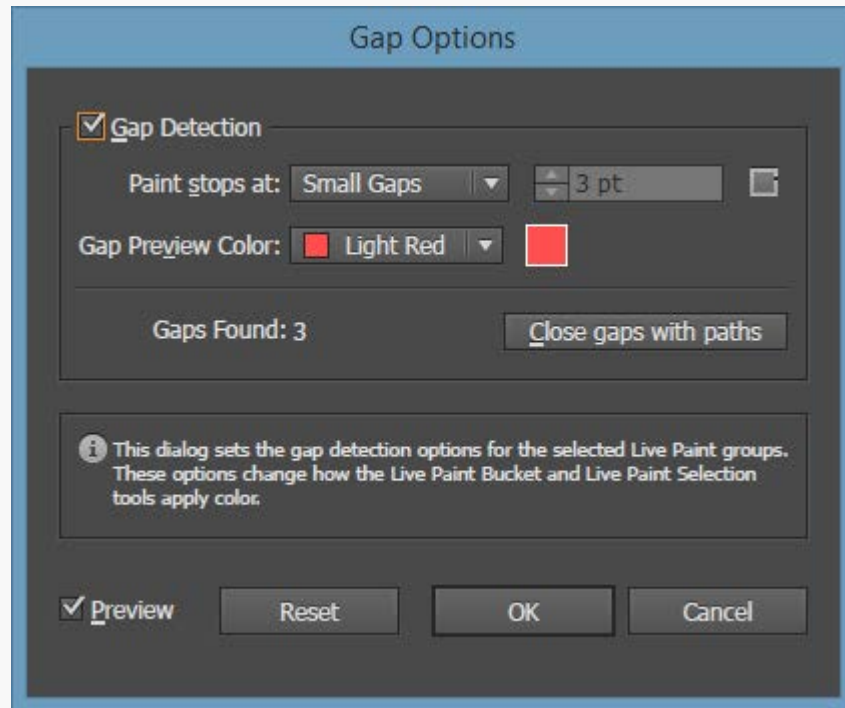 Gap Options
Gap Detection
Paint stops at: Small Gaps 3 pt
Gap Preview Color: Light Red
Gaps Found: 3 Close gaps with paths
This dialog sets the gap detection options for the selected Live Paint groups.
These options change how the Live Paint Bucket and Live Paint Selection
tools apply color.
Preview Reset OK Cancel